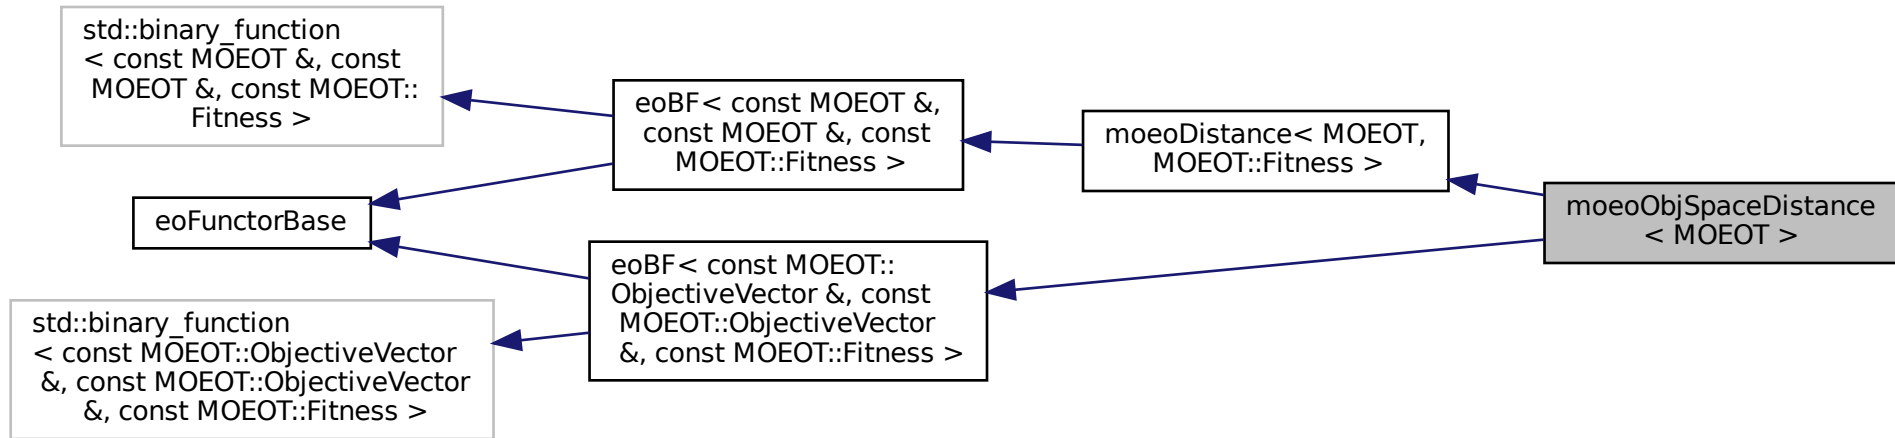 std::binary_function
< const MOEOT &, const
MOEOT &, const MOEOT::
Fitness >
eoBF< const MOEOT &,
const MOEOT &, const
MOEOT::Fitness >
moeoDistance< MOEOT,
MOEOT::Fitness >
moeoObjSpaceDistance
< MOEOT >
eoFunctorBase
eoBF< const MOEOT::
ObjectiveVector &, const
MOEOT::ObjectiveVector
&, const MOEOT::Fitness >
std::binary_function
< const MOEOT::ObjectiveVector
&, const MOEOT::ObjectiveVector
&, const MOEOT::Fitness >